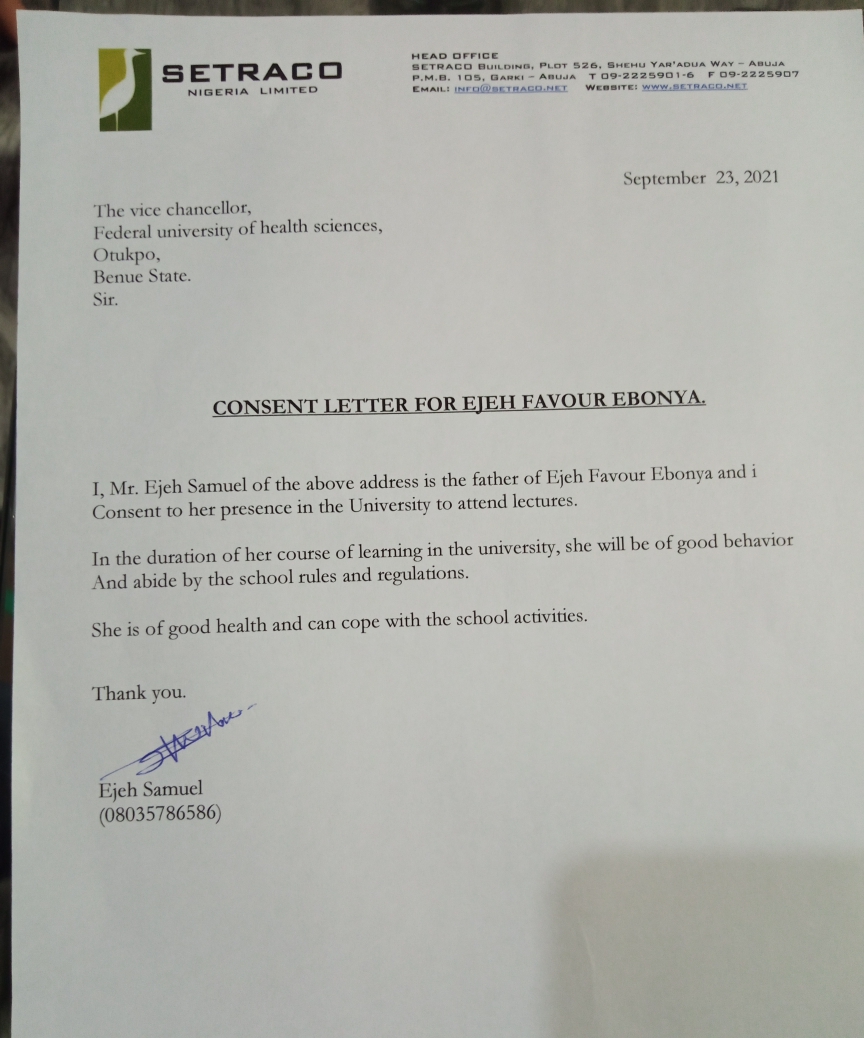 SETRACO
NIGERIA LIMITED
HEAD OFFICE
SETRACO BUILDING, PLOT 526, SHEHU YAR'ADUA WAY – ABUJA
P.M.B. 105, GARKI – ABUJA T 09-2225901-6 F 09-2225907
EMAIL: INFO@SETRACO.NET WEBSITE: WWW.SETRACO.NET
September 23, 2021
The vice chancellor,
Federal university of health sciences,
Otukpo,
Benue State.
Sir.
CONSENT LETTER FOR EJEH FAVOUR EBONYA.
I, Mr. Ejeh Samuel of the above address is the father of Ejeh Favour Ebonya and i
Consent to her presence in the University to attend lectures.
In the duration of her course of learning in the university, she will be of good behavior
And abide by the school rules and regulations.
She is of good health and can cope with the school activities.
Thank you.
Ejeh Samuel
(08035786586)